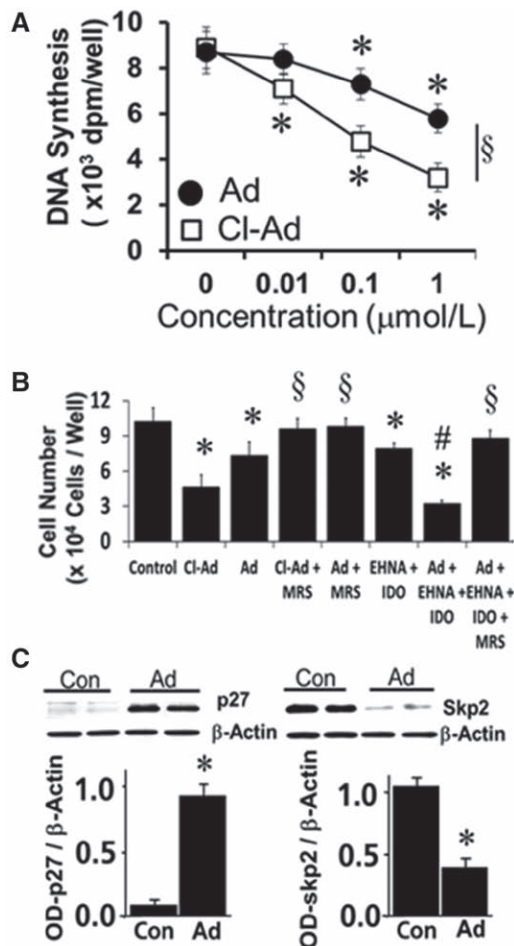 A
DNA Synthesis
( x10³ dpm/well)
10
8
6
4
2
0
*
*
*
*
*
§
Ad
Cl-Ad
0 0.01 0.1 1
Concentration (μmol/L)
B
Cell Number
(x 10⁴ Cells / Well)
12
9
6
3
0
*
*
§
§
*
#
*
§
Control
Cl-Ad
Ad
Cl-Ad +
MRS
Ad +
MRS
EHNA +
IDO
Ad +
EHNA +
IDO
Ad +
EHNA +
IDO +
MRS
C
Con Ad
p27
β-Actin
OD-p27 / β-Actin
1.0
0.5
0.0
*
Con Ad
Con Ad
Skp2
β-Actin
OD-skp2 / β-Actin
1.0
0.5
0.0
*
Con Ad